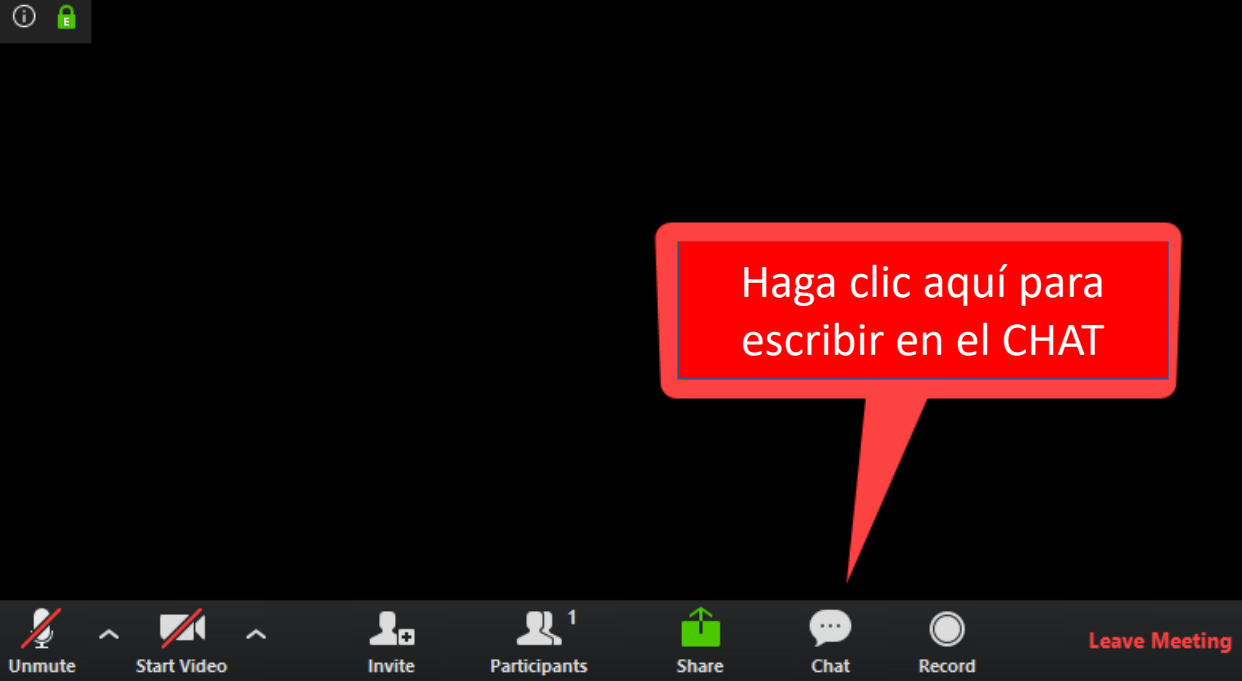 E
Haga clic aquí para
escribir en el CHAT
1
Unmute
Start Video
Invite
Participants
Share
Chat
Record
Leave Meeting